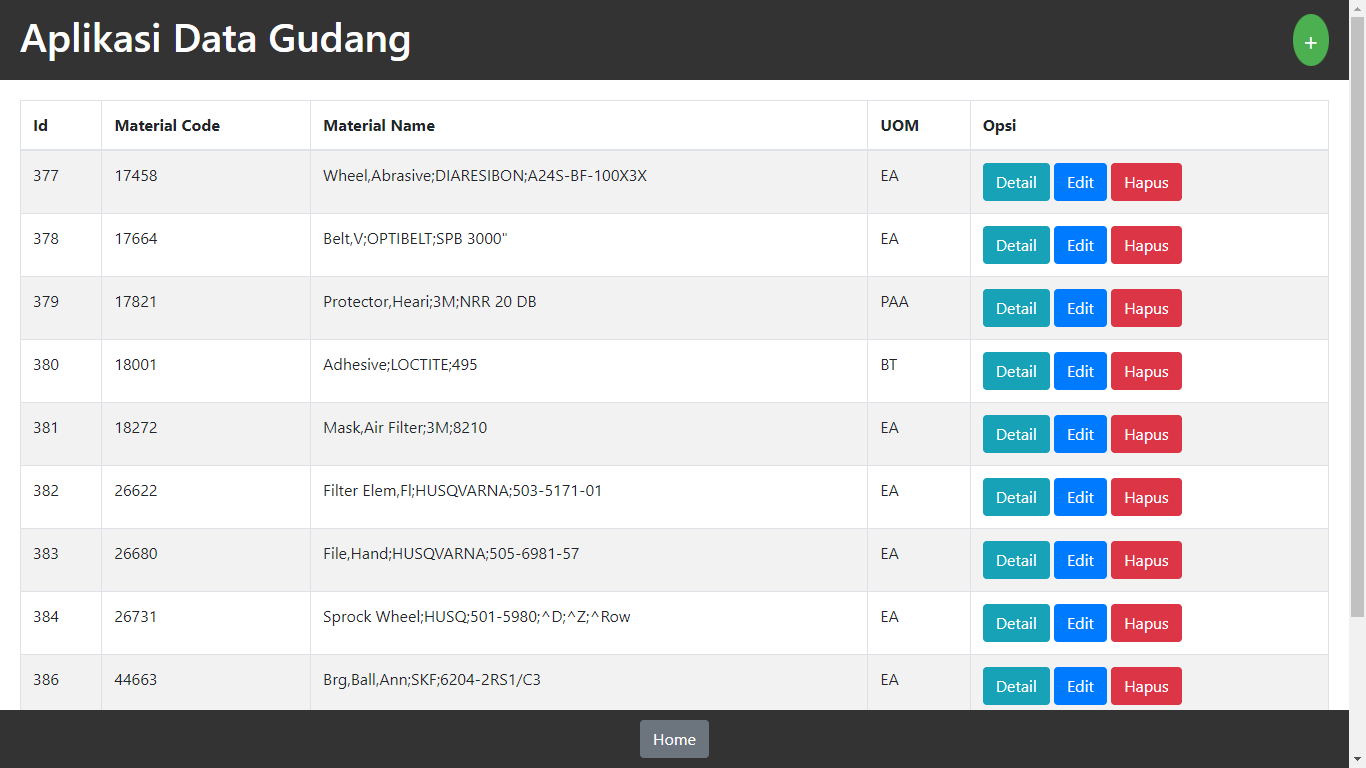 Aplikasi Data Gudang
+
Id Material Code Material Name UOM Opsi
377 17458 Wheel,Abrasive;DIARESIBON;A24S-BF-100X3X EA Detail Edit Hapus
378 17664 Belt,V;OPTIBELT;SPB 3000" EA Detail Edit Hapus
379 17821 Protector,Heari;3M;NRR 20 DB PAA Detail Edit Hapus
380 18001 Adhesive;LOCTITE;495 BT Detail Edit Hapus
381 18272 Mask,Air Filter;3M;8210 EA Detail Edit Hapus
382 26622 Filter Elem,Fl;HUSQVARNA;503-5171-01 EA Detail Edit Hapus
383 26680 File,Hand;HUSQVARNA;505-6981-57 EA Detail Edit Hapus
384 26731 Sprock Wheel;HUSQ;501-5980;^D;^Z;^Row EA Detail Edit Hapus
386 44663 Brg,Ball,Ann;SKF;6204-2RS1/C3 EA Detail Edit Hapus
Home